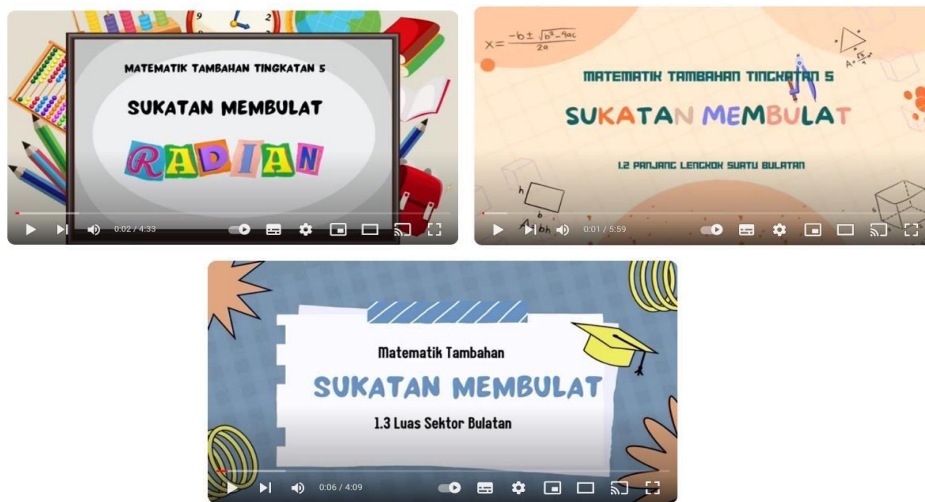 MATEMATIK TAMBAHAN TINGKATAN 5
SUKATAN MEMBULAT
RADIAN
0:02 / 4:33
x = -b ± √b² - 4ac
2a
MATEMATIK TAMBAHAN TINGKATAN 5
SUKATAN MEMBULAT
1.2 PANJANG LENGKOK SUATU BULATAN
h
b
0:01 / 5:59
Matematik Tambahan
SUKATAN MEMBULAT
1.3 Luas Sektor Bulatan
0:06 / 4:09